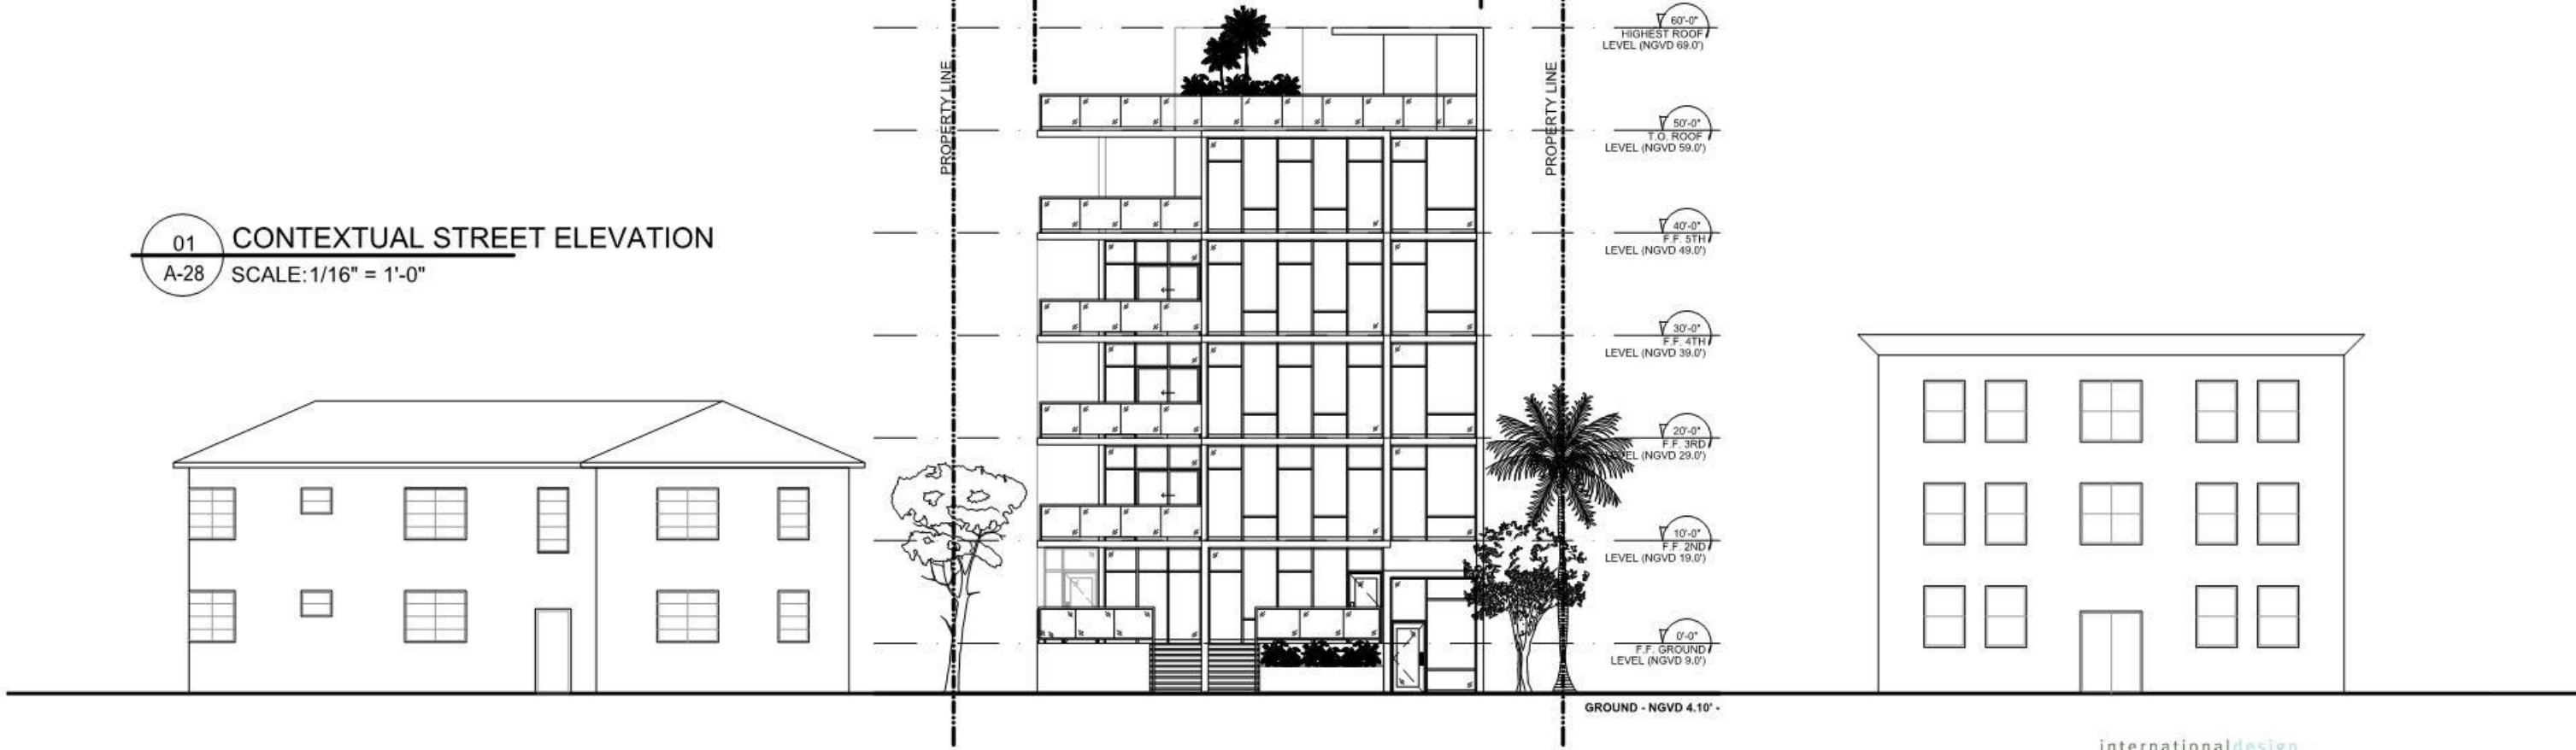 01
A-28
CONTEXTUAL STREET ELEVATION
SCALE:1/16" = 1'-0"
PROPERTY LINE
PROPERTY LINE
60'-0"
HIGHEST ROOF
LEVEL (NGVD 69.0')
50'-0"
T.O. ROOF
LEVEL (NGVD 59.0')
40'-0"
F.F. 5TH
LEVEL (NGVD 49.0')
30'-0"
F.F. 4TH
LEVEL (NGVD 39.0')
20'-0"
F.F. 3RD
(NGVD 29.0')
10'-0"
F.F. 2ND
LEVEL (NGVD 19.0')
0'-0"
F.F. GROUND
LEVEL (NGVD 9.0')
GROUND - NGVD 4.10' -
internationaldesign